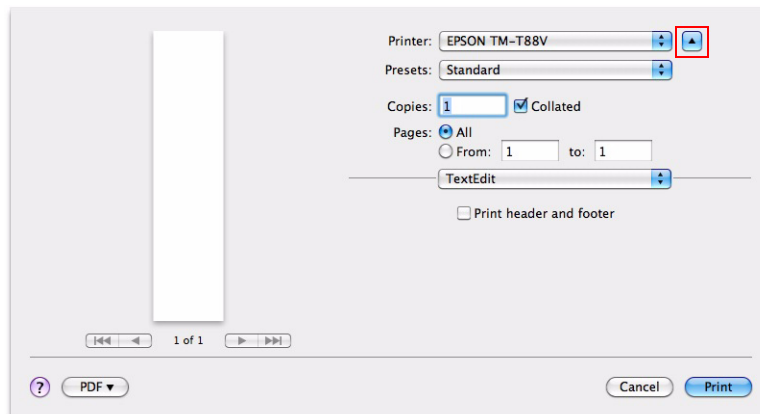 Printer: EPSON TM-T88V
Presets: Standard
Copies: 1 Collated
Pages: All
From: 1 to: 1
TextEdit
Print header and footer
1 of 1
? PDF ▼ Cancel Print